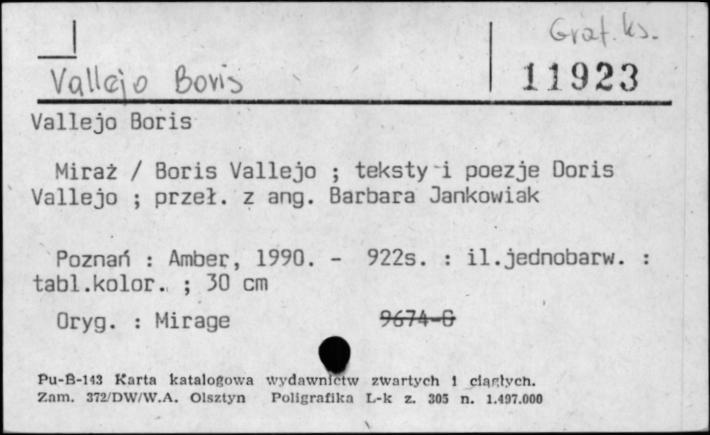 Graf. ks.
Vallejo Boris
11923
Vallejo Boris
Miraż / Boris Vallejo ; teksty i poezje Doris
Vallejo ; przeł. z ang. Barbara Jankowiak
Poznań : Amber, 1990. - 922s. : il.jednobarw. :
tabl.kolor. ; 30 cm
Oryg. : Mirage 9674-G
Pu-B-143 Karta katalogowa wydawnictw zwartych i ciągłych.
Zam. 372/DW/W.A. Olsztyn Poligrafika L-k z. 305 n. 1.497.000